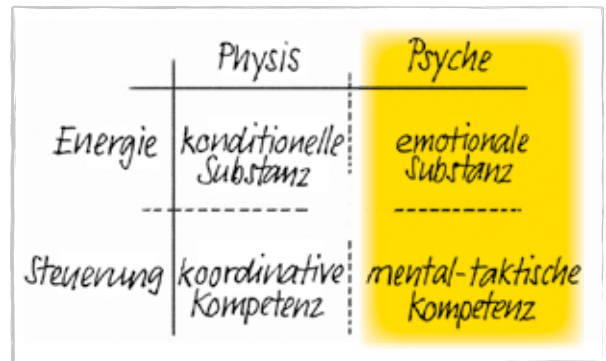 Physis Psyche
Energie konditionelle emotionale
Substanz Substanz
Steuerung koordinative mental-taktische
Kompetenz Kompetenz